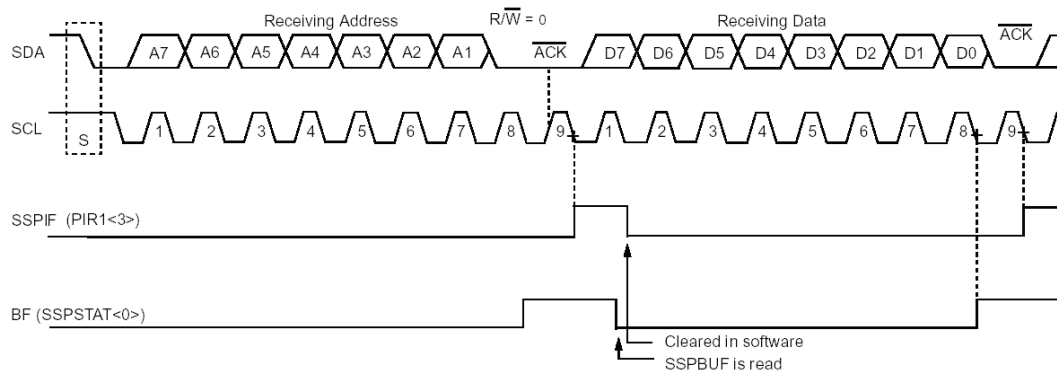 Receiving Address R/W = 0 Receiving Data
SDA A7 A6 A5 A4 A3 A2 A1 ACK D7 D6 D5 D4 D3 D2 D1 D0 ACK
SCL S 1 2 3 4 5 6 7 8 9 1 2 3 4 5 6 7 8 9
SSPIF (PIR1<3>)
BF (SSPSTAT<0>)
Cleared in software
SSPBUF is read